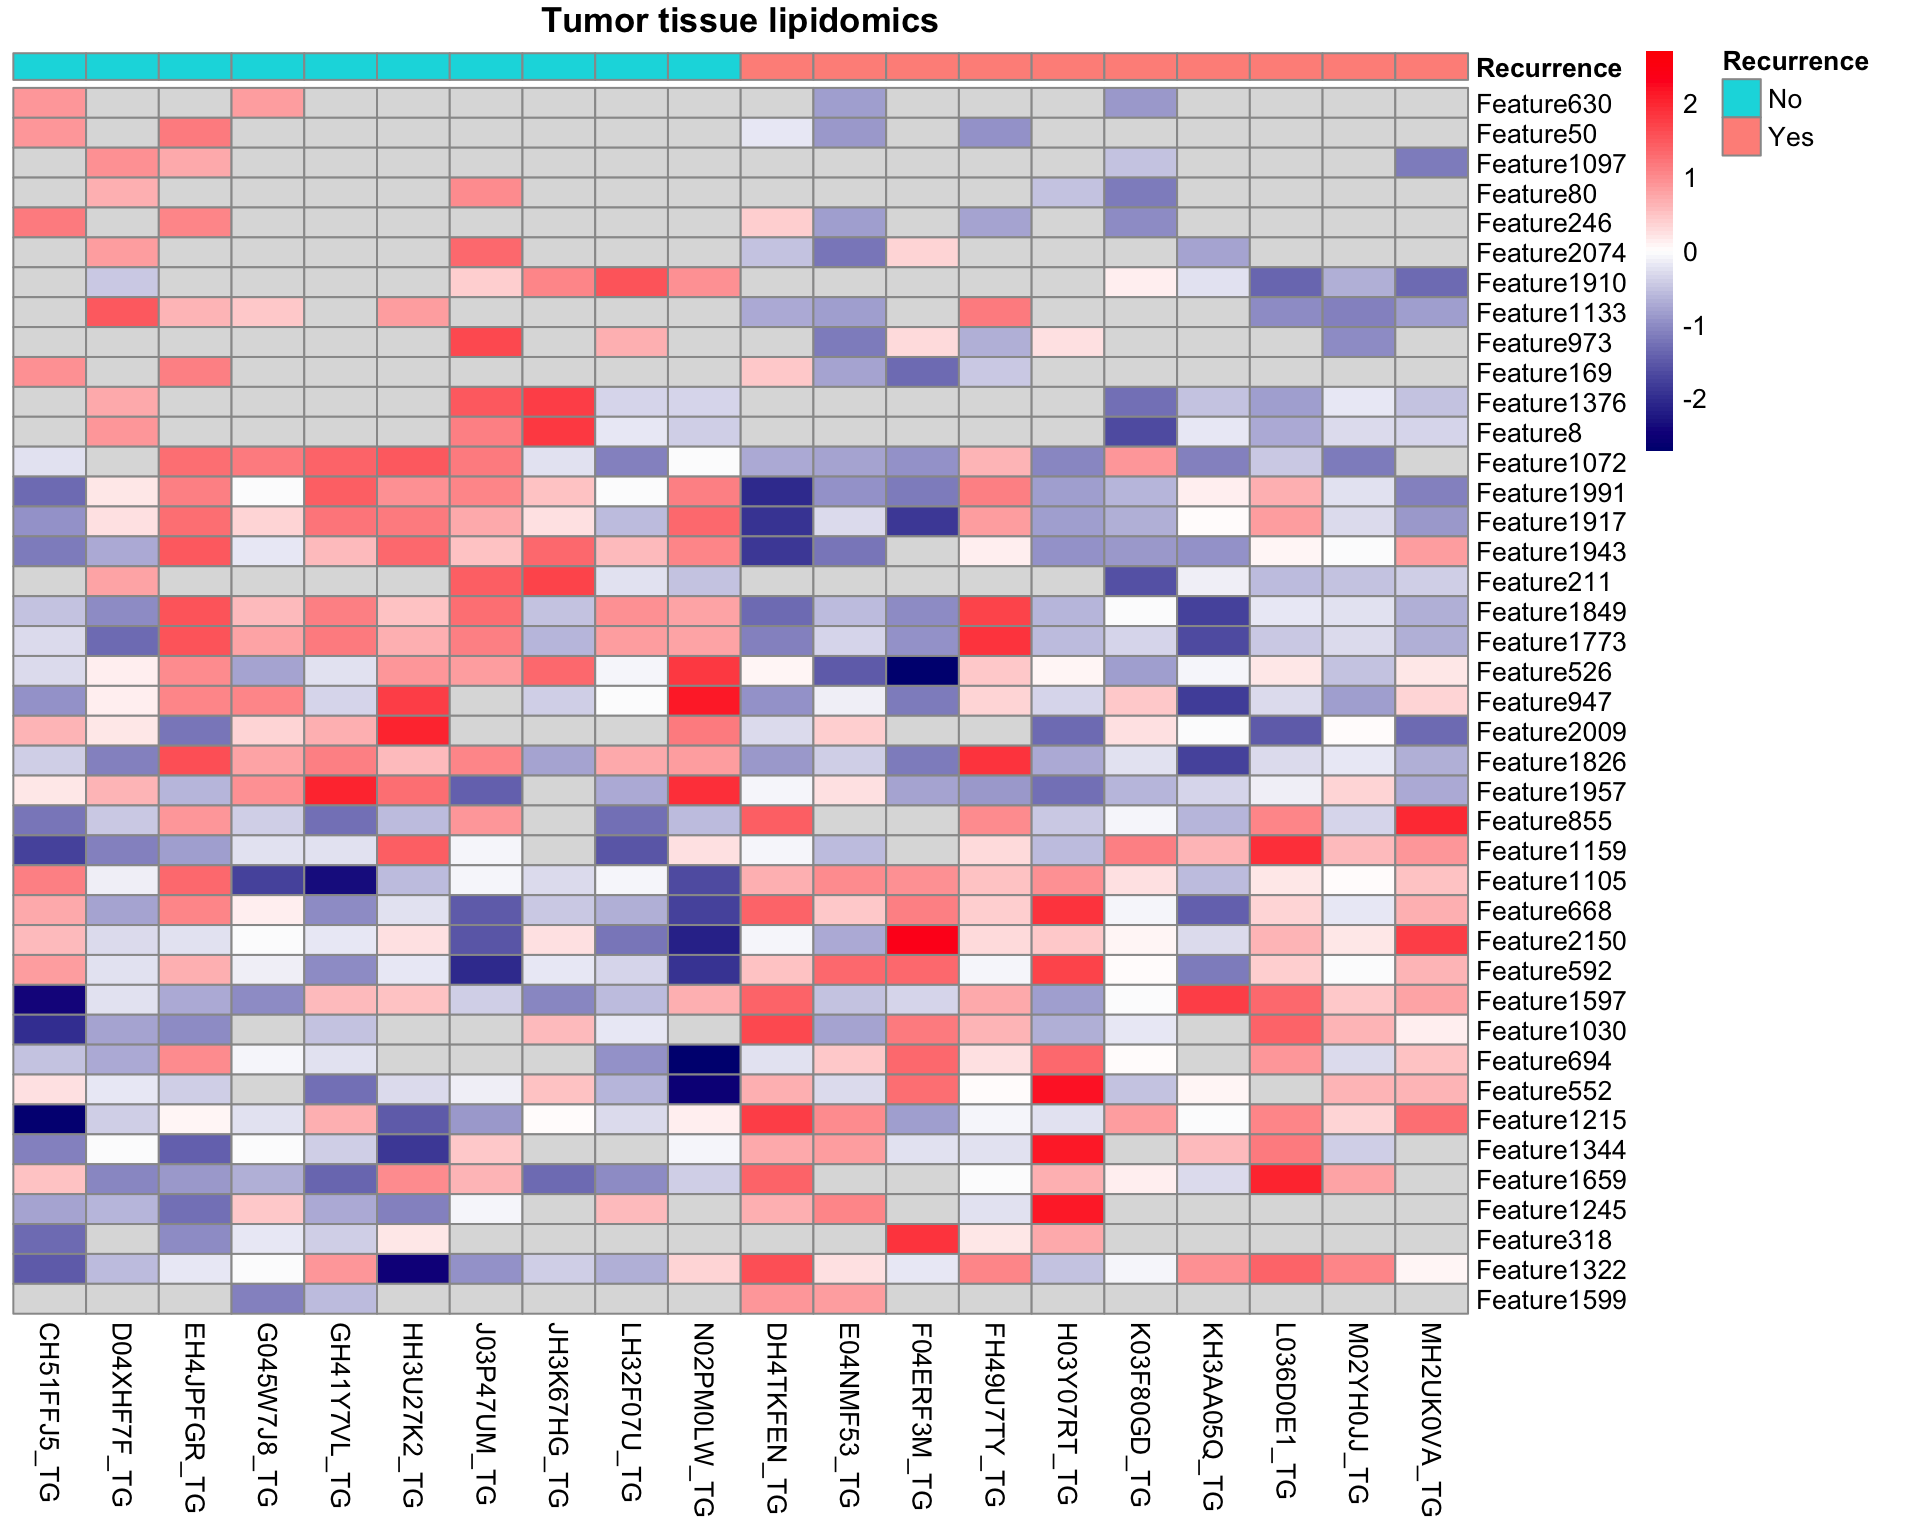 Tumor tissue lipidomics
Recurrence
Feature630
Feature50
Feature1097
Feature80
Feature246
Feature2074
Feature1910
Feature1133
Feature973
Feature169
Feature1376
Feature8
Feature1072
Feature1991
Feature1917
Feature1943
Feature211
Feature1849
Feature1773
Feature526
Feature947
Feature2009
Feature1826
Feature1957
Feature855
Feature1159
Feature1105
Feature668
Feature2150
Feature592
Feature1597
Feature1030
Feature694
Feature552
Feature1215
Feature1344
Feature1659
Feature1245
Feature318
Feature1322
Feature1599
2
1
0
-1
-2
Recurrence
No
Yes
CH51FFJ5_TG
D04XHF7F_TG
EH4JPFGR_TG
G045W7J8_TG
GH41Y7VL_TG
HH3U27K2_TG
J03P47UM_TG
JH3K67HG_TG
LH32F07U_TG
N02PM0LW_TG
DH4TKFEN_TG
E04NMF53_TG
F04ERF3M_TG
FH49U7TY_TG
H03Y07RT_TG
K03F80GD_TG
KH3AA05Q_TG
L036D0E1_TG
M02YH0JJ_TG
MH2UK0VA_TG